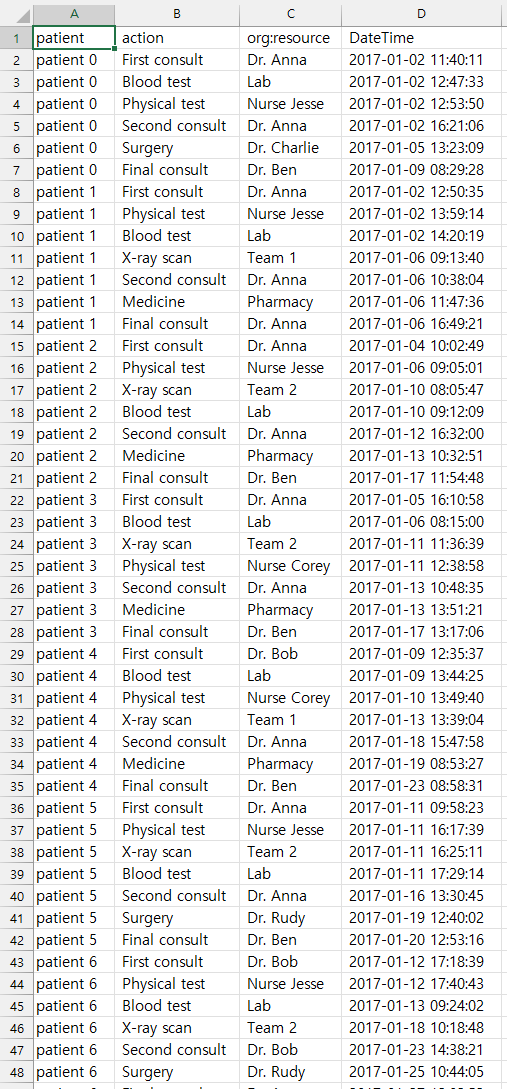 A B C D
1 patient action org:resource DateTime
2 patient 0 First consult Dr. Anna 2017-01-02 11:40:11
3 patient 0 Blood test Lab 2017-01-02 12:47:33
4 patient 0 Physical test Nurse Jesse 2017-01-02 12:53:50
5 patient 0 Second consult Dr. Anna 2017-01-02 16:21:06
6 patient 0 Surgery Dr. Charlie 2017-01-05 13:23:09
7 patient 0 Final consult Dr. Ben 2017-01-09 08:29:28
8 patient 1 First consult Dr. Anna 2017-01-02 12:50:35
9 patient 1 Physical test Nurse Jesse 2017-01-02 13:59:14
10 patient 1 Blood test Lab 2017-01-02 14:20:19
11 patient 1 X-ray scan Team 1 2017-01-06 09:13:40
12 patient 1 Second consult Dr. Anna 2017-01-06 10:38:04
13 patient 1 Medicine Pharmacy 2017-01-06 11:47:36
14 patient 1 Final consult Dr. Anna 2017-01-06 16:49:21
15 patient 2 First consult Dr. Anna 2017-01-04 10:02:49
16 patient 2 Physical test Nurse Jesse 2017-01-06 09:05:01
17 patient 2 X-ray scan Team 2 2017-01-10 08:05:47
18 patient 2 Blood test Lab 2017-01-10 09:12:09
19 patient 2 Second consult Dr. Anna 2017-01-12 16:32:00
20 patient 2 Medicine Pharmacy 2017-01-13 10:32:51
21 patient 2 Final consult Dr. Ben 2017-01-17 11:54:48
22 patient 3 First consult Dr. Anna 2017-01-05 16:10:58
23 patient 3 Blood test Lab 2017-01-06 08:15:00
24 patient 3 X-ray scan Team 2 2017-01-11 11:36:39
25 patient 3 Physical test Nurse Corey 2017-01-11 12:38:58
26 patient 3 Second consult Dr. Anna 2017-01-13 10:48:35
27 patient 3 Medicine Pharmacy 2017-01-13 13:51:21
28 patient 3 Final consult Dr. Ben 2017-01-17 13:17:06
29 patient 4 First consult Dr. Bob 2017-01-09 12:35:37
30 patient 4 Blood test Lab 2017-01-09 13:44:25
31 patient 4 Physical test Nurse Corey 2017-01-10 13:49:40
32 patient 4 X-ray scan Team 1 2017-01-13 13:39:04
33 patient 4 Second consult Dr. Anna 2017-01-18 15:47:58
34 patient 4 Medicine Pharmacy 2017-01-19 08:53:27
35 patient 4 Final consult Dr. Ben 2017-01-23 08:58:31
36 patient 5 First consult Dr. Anna 2017-01-11 09:58:23
37 patient 5 Physical test Nurse Jesse 2017-01-11 16:17:39
38 patient 5 X-ray scan Team 2 2017-01-11 16:25:11
39 patient 5 Blood test Lab 2017-01-11 17:29:14
40 patient 5 Second consult Dr. Anna 2017-01-16 13:30:45
41 patient 5 Surgery Dr. Rudy 2017-01-19 12:40:02
42 patient 5 Final consult Dr. Ben 2017-01-20 12:53:16
43 patient 6 First consult Dr. Bob 2017-01-12 17:18:39
44 patient 6 Physical test Nurse Jesse 2017-01-12 17:40:43
45 patient 6 Blood test Lab 2017-01-13 09:24:02
46 patient 6 X-ray scan Team 2 2017-01-18 10:18:48
47 patient 6 Second consult Dr. Bob 2017-01-23 14:38:21
48 patient 6 Surgery Dr. Rudy 2017-01-25 10:44:05